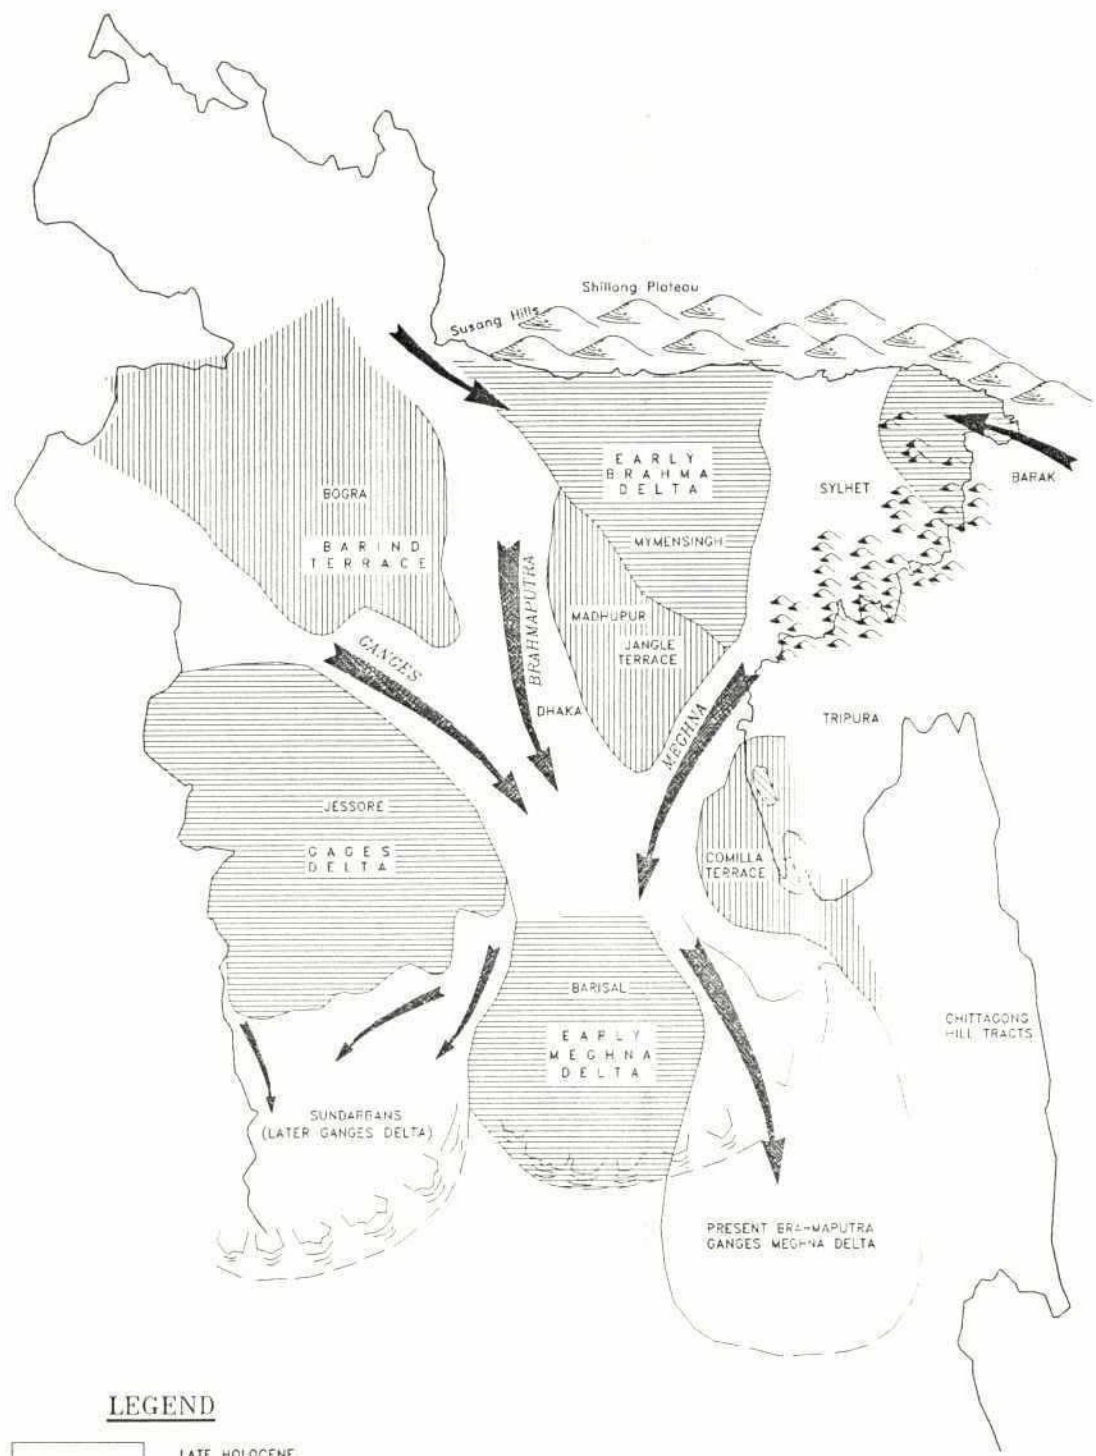 Shillong Plateau
Susang Hills
EARLY
BRAHMA
DELTA
BARAK
SYLHET
BOGRA
MYMENSINGH
BARIND
TERRACE
BRAHMAPUTRA
MADHUPUR
JANGLE
TERRACE
GANGES
DHAKA
MEGHNA
TRIPURA
JESSORE
GAGES
DELTA
COMILLA
TERRACE
BARISAL
CHITTAGONG
HILL TRACTS
EARLY
MEGHNA
DELTA
SUNDARBANS
(LATER GANGES DELTA)
PRESENT BRAHMAPUTRA
GANGES MEGHNA DELTA
LEGEND
LATE HOLOCENE